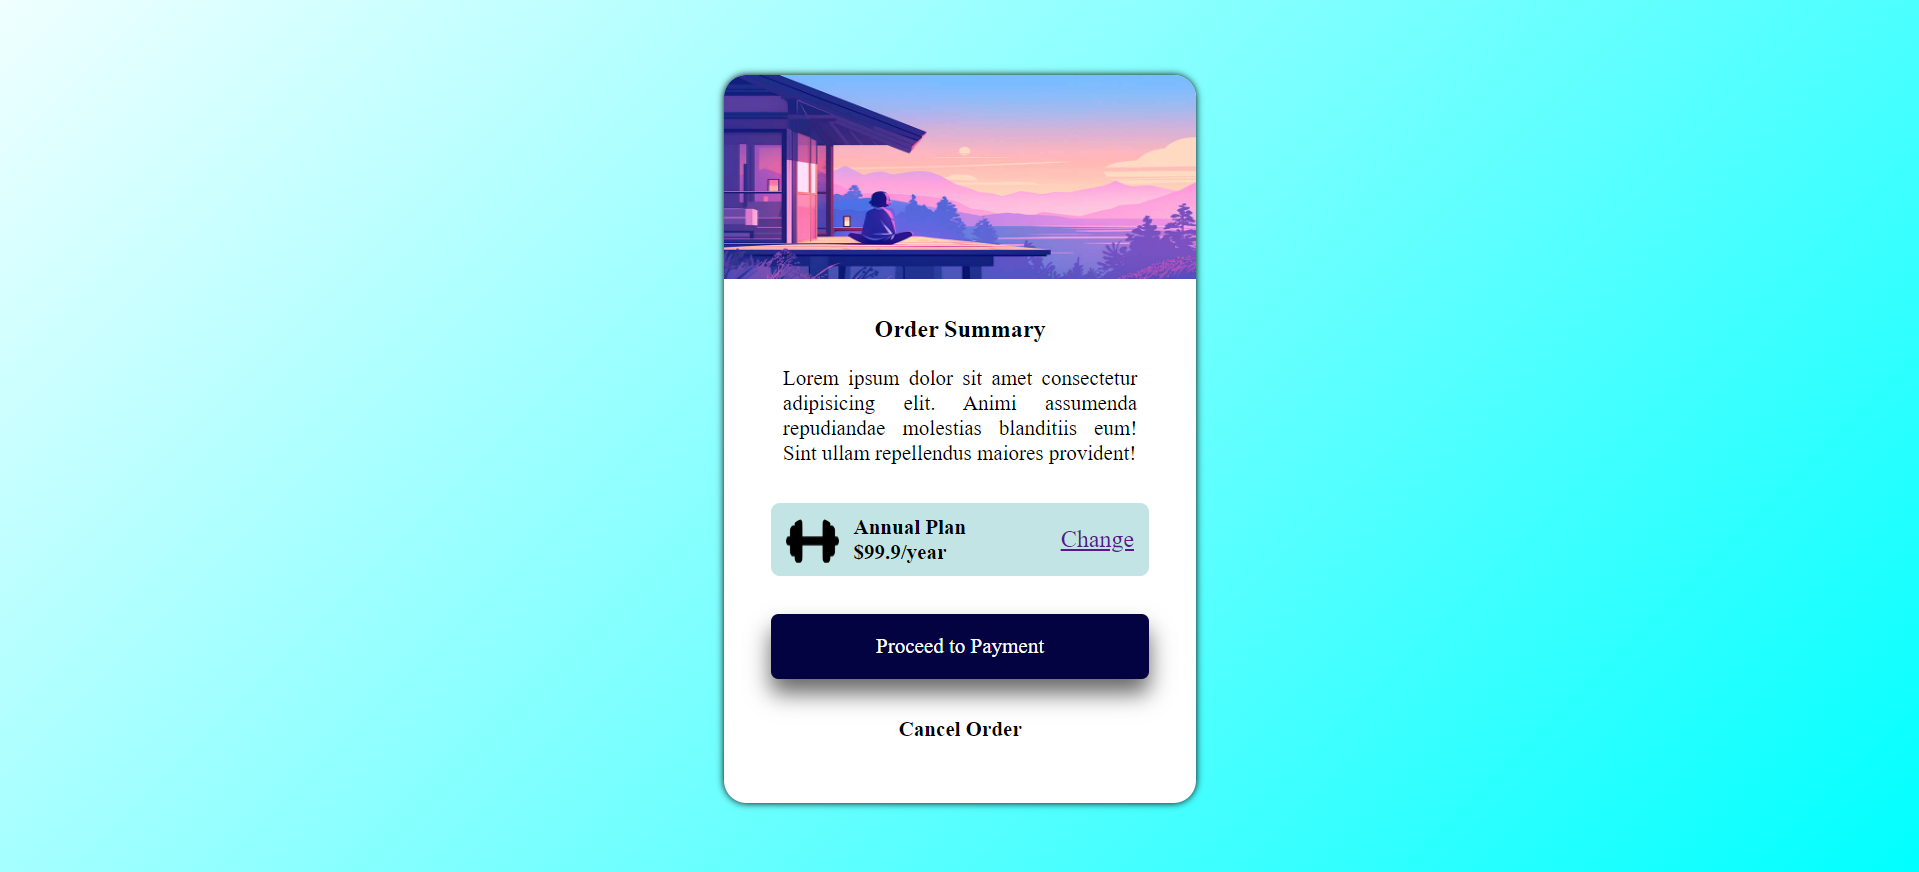 Order Summary
Lorem ipsum dolor sit amet consectetur
adipisicing elit. Animi assumenda
repudiandae molestias blanditiis eum!
Sint ullam repellendus maiores provident!
Annual Plan
$99.9/year
Change
Proceed to Payment
Cancel Order